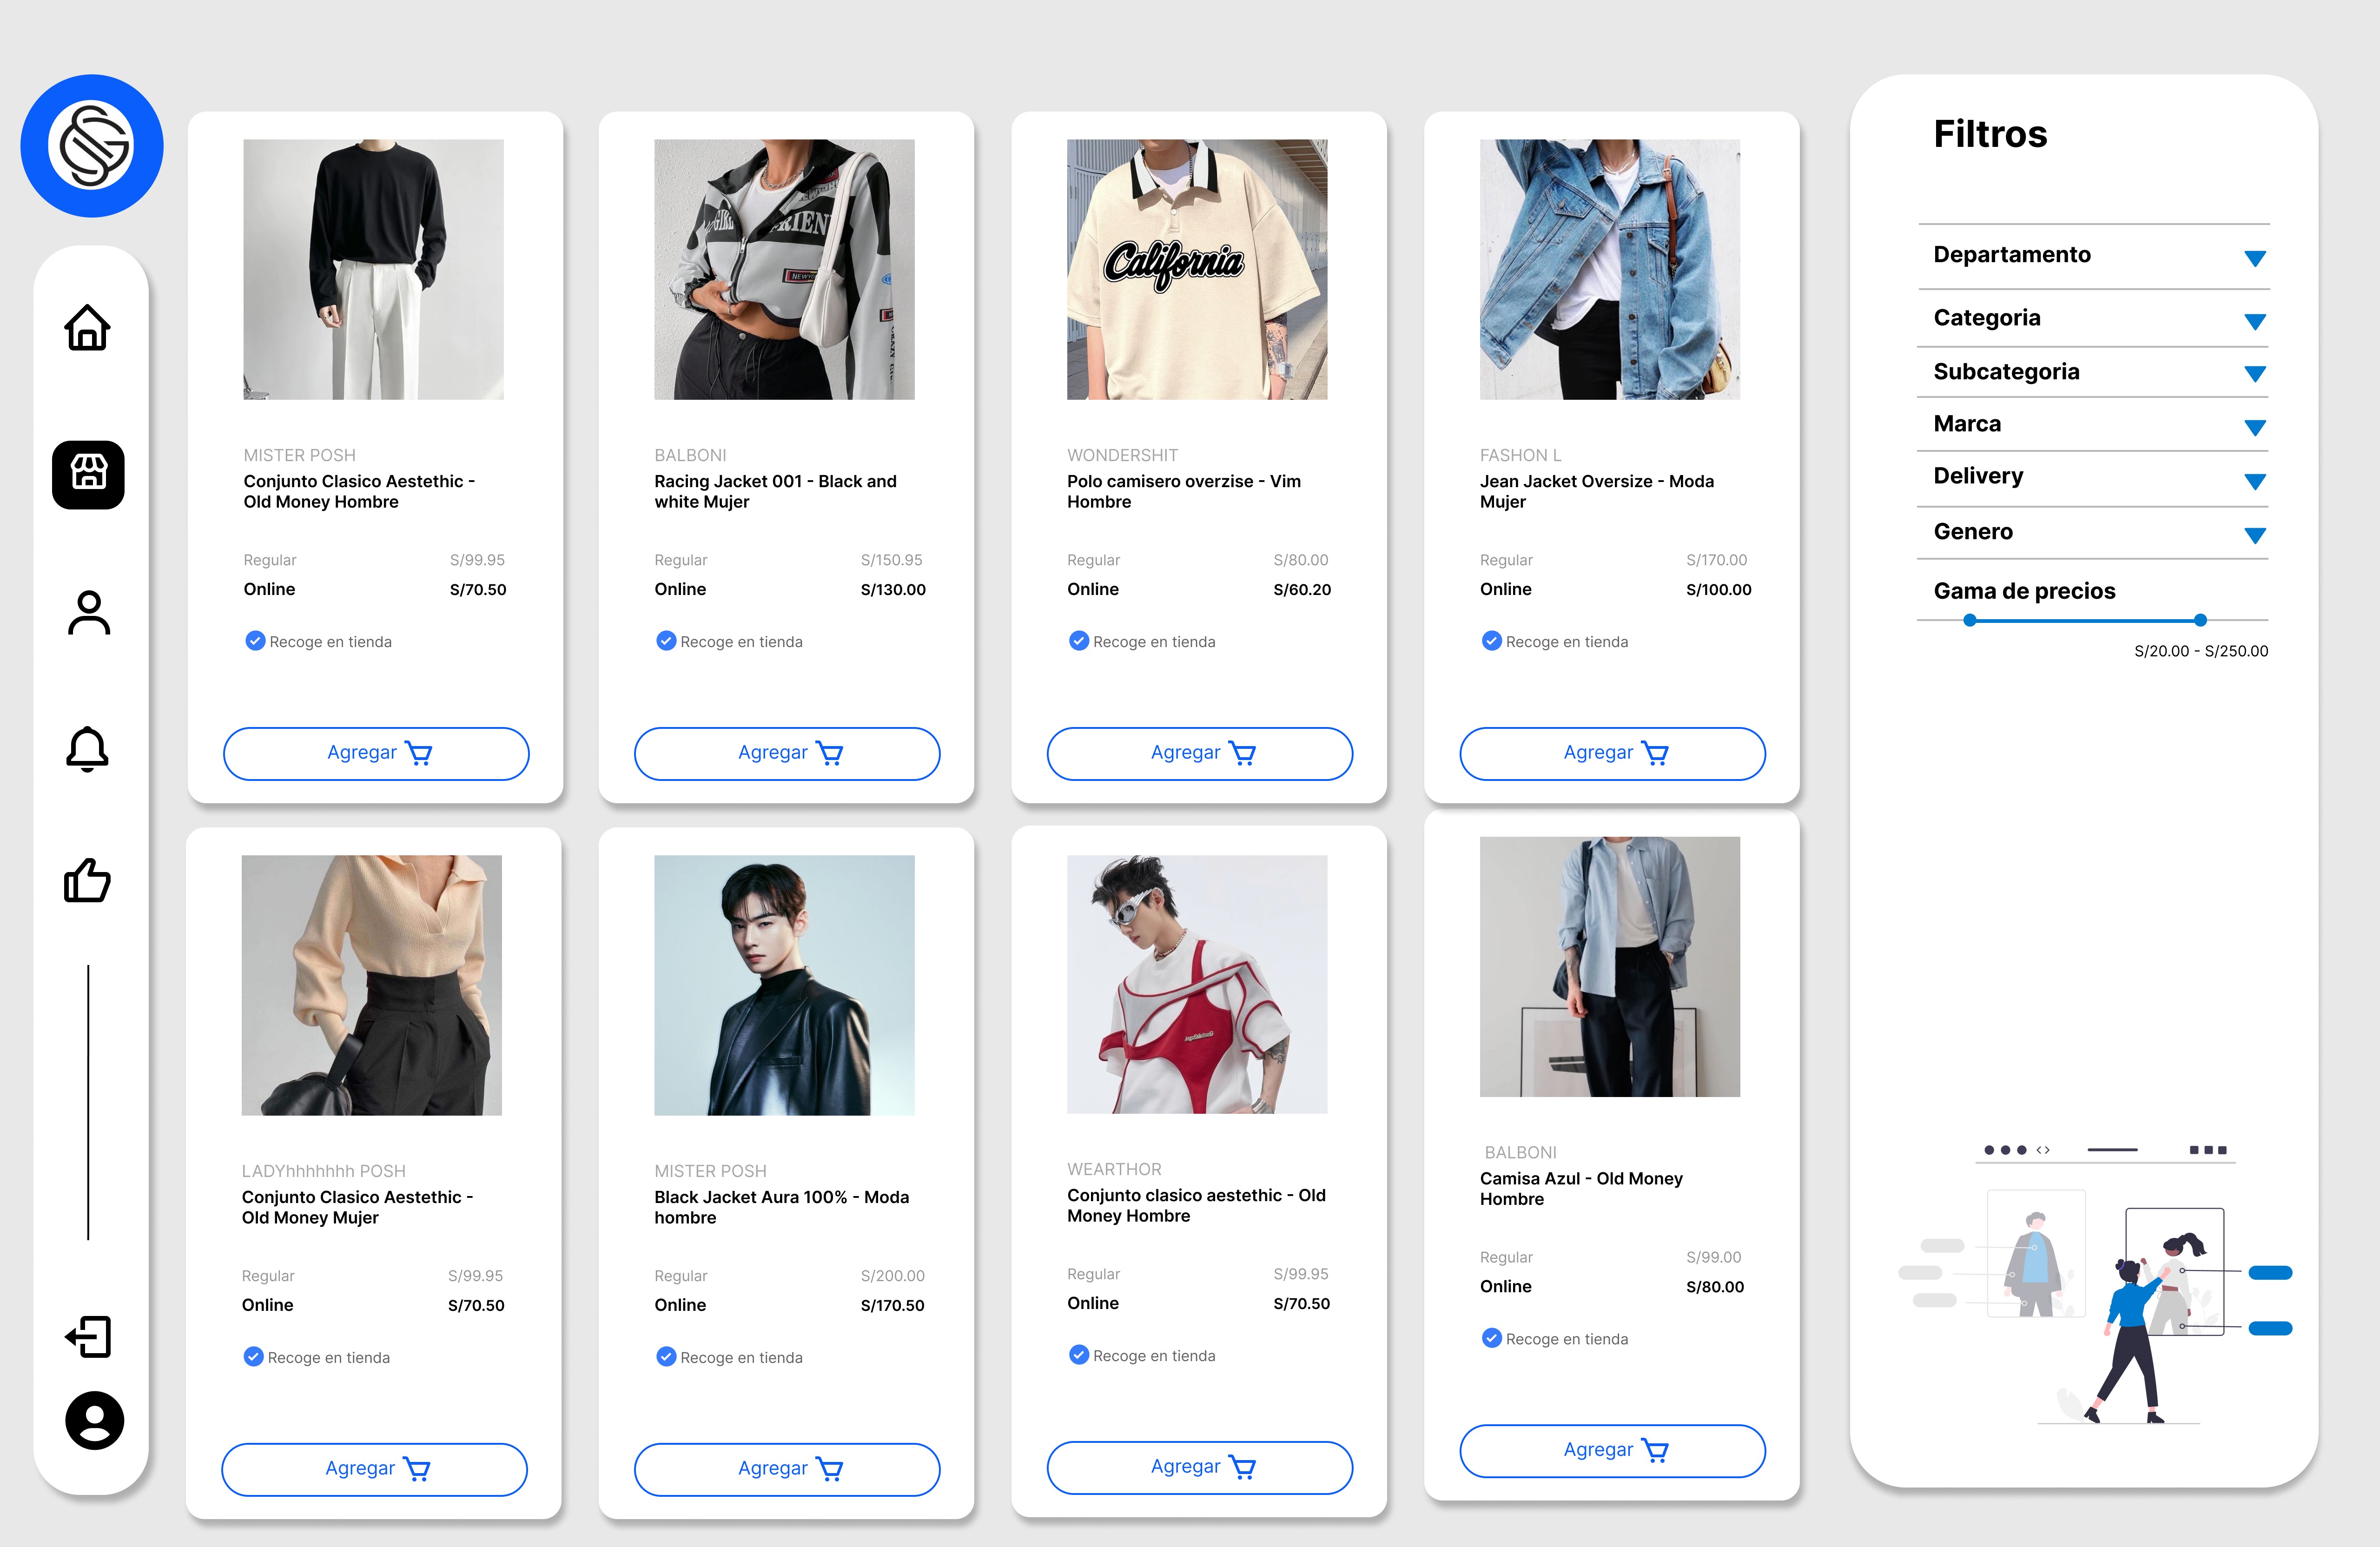 GIRL FRIEN
NEWY
California
MISTER POSH
Conjunto Clasico Aestethic -
Old Money Hombre
Regular S/99.95
Online S/70.50
Recoge en tienda
Agregar
BALBONI
Racing Jacket 001 - Black and
white Mujer
Regular S/150.95
Online S/130.00
Recoge en tienda
Agregar
WONDERSHIT
Polo camisero overzise - Vim
Hombre
Regular S/80.00
Online S/60.20
Recoge en tienda
Agregar
FASHON L
Jean Jacket Oversize - Moda
Mujer
Regular S/170.00
Online S/100.00
Recoge en tienda
Agregar
LADYhhhhhhh POSH
Conjunto Clasico Aestethic -
Old Money Mujer
Regular S/99.95
Online S/70.50
Recoge en tienda
Agregar
MISTER POSH
Black Jacket Aura 100% - Moda
hombre
Regular S/200.00
Online S/170.50
Recoge en tienda
Agregar
WEARTHOR
Conjunto clasico aestethic - Old
Money Hombre
Regular S/99.95
Online S/70.50
Recoge en tienda
Agregar
BALBONI
Camisa Azul - Old Money
Hombre
Regular S/99.00
Online S/80.00
Recoge en tienda
Agregar
Filtros
Departamento
Categoria
Subcategoria
Marca
Delivery
Genero
Gama de precios
S/20.00 - S/250.00